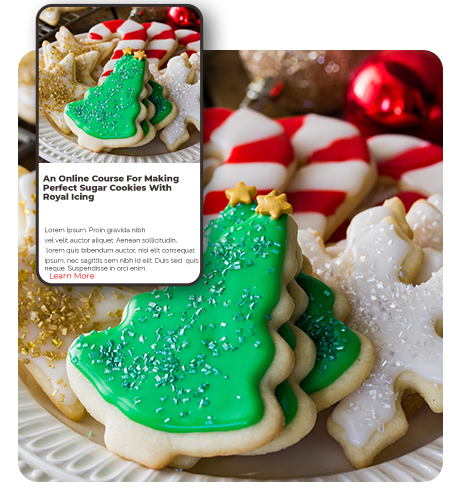 An Online Course For Making
Perfect Sugar Cookies With
Royal Icing
Lorem Ipsum. Proin gravida nibh
vel velit auctor aliquet. Aenean sollicitudin,
lorem quis bibendum auctor, nisi elit consequat
ipsum, nec sagittis sem nibh id elit. Duis sed quis
neque. Suspendisse in orci enim.
Learn More